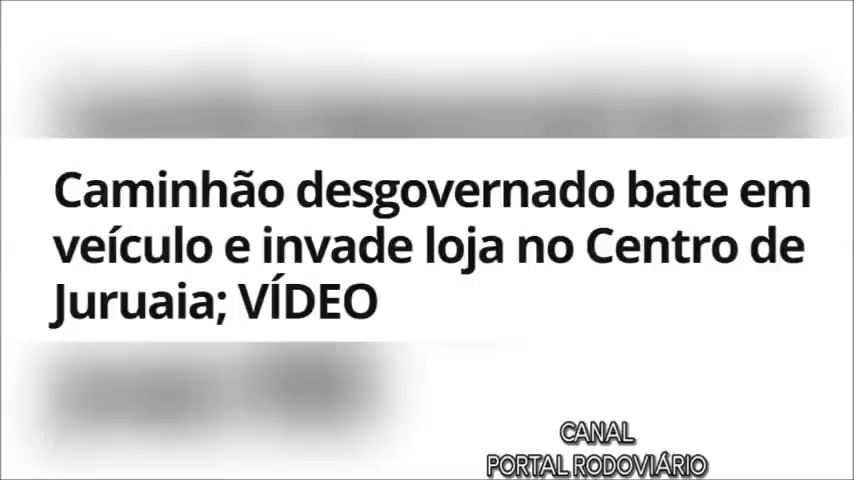 Caminhão desgovernado bate em
veículo e invade loja no Centro de
Juruaia; VÍDEO
CANAL
PORTAL RODOVIÁRIO